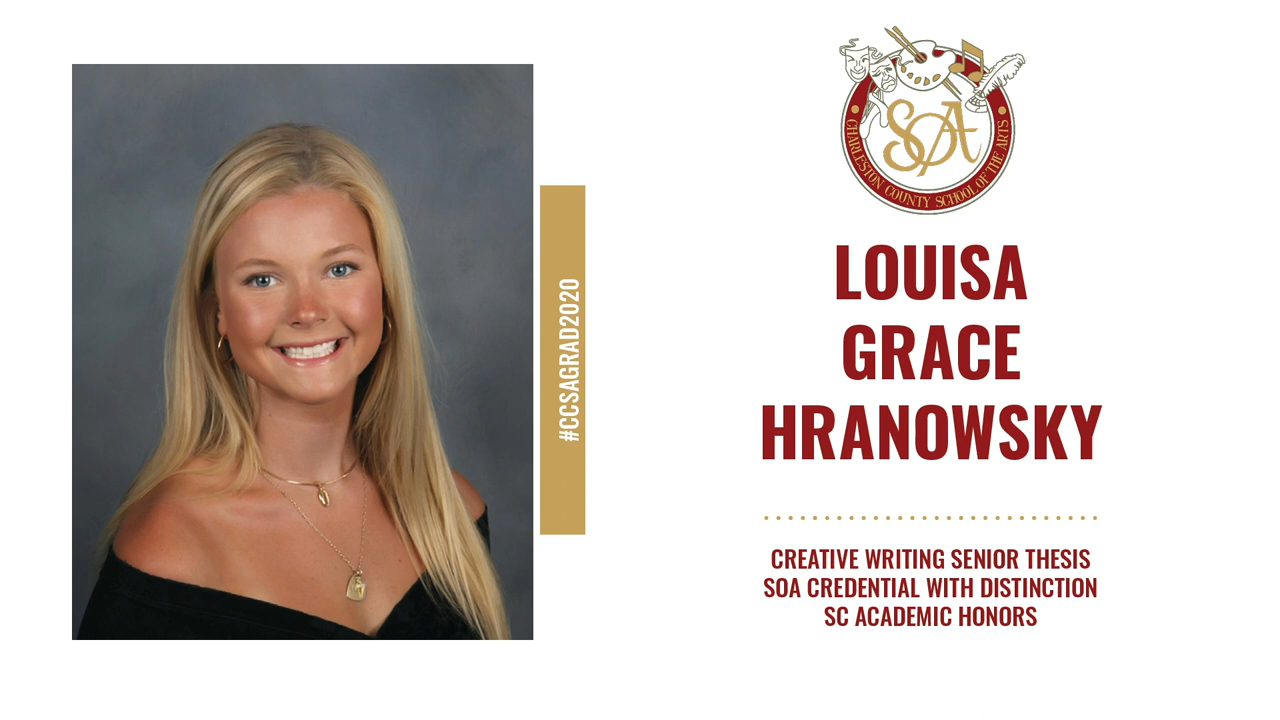 SOA
CHARLESTON COUNTY SCHOOL OF THE ARTS
LOUISA
GRACE
HRANOWSKY
CREATIVE WRITING SENIOR THESIS
SOA CREDENTIAL WITH DISTINCTION
SC ACADEMIC HONORS
#CCSAGRAD2020